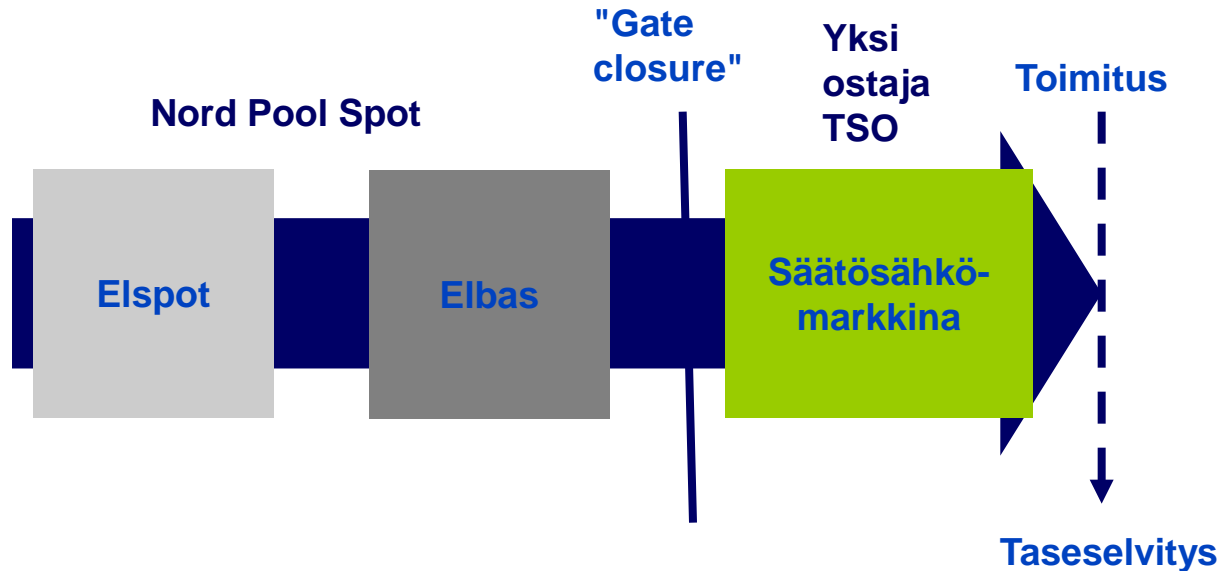 "Gate
closure"
Yksi
ostaja
TSO
Toimitus
Nord Pool Spot
Elspot
Elbas
Säätösähkö-
markkina
Taseselvitys